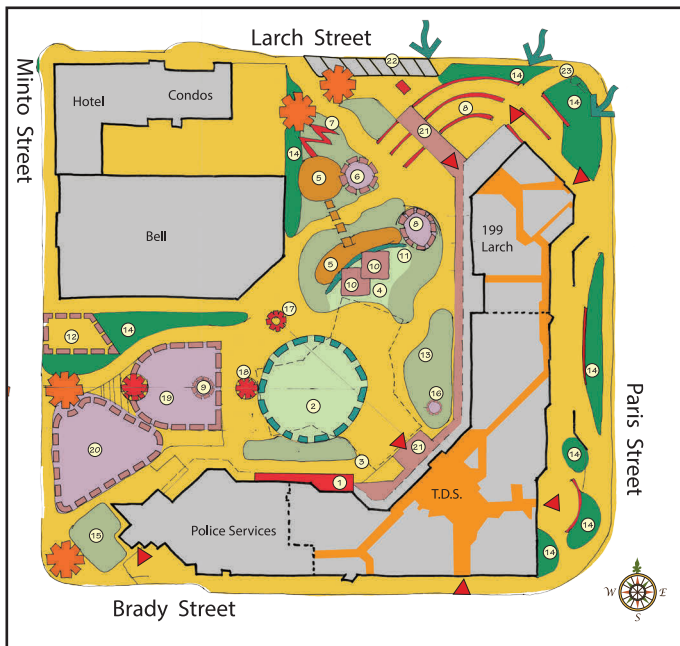 Larch Street
Minto Street
Hotel
Condos
22
14
23
14
8
21
7
14
5
6
8
199
Larch
Bell
5
10
11
10
4
17
12
14
13
14
18
19
9
2
16
20
Paris Street
3
21
14
1
T.D.S.
15
Police Services
14
14
W
E
S
Brady Street